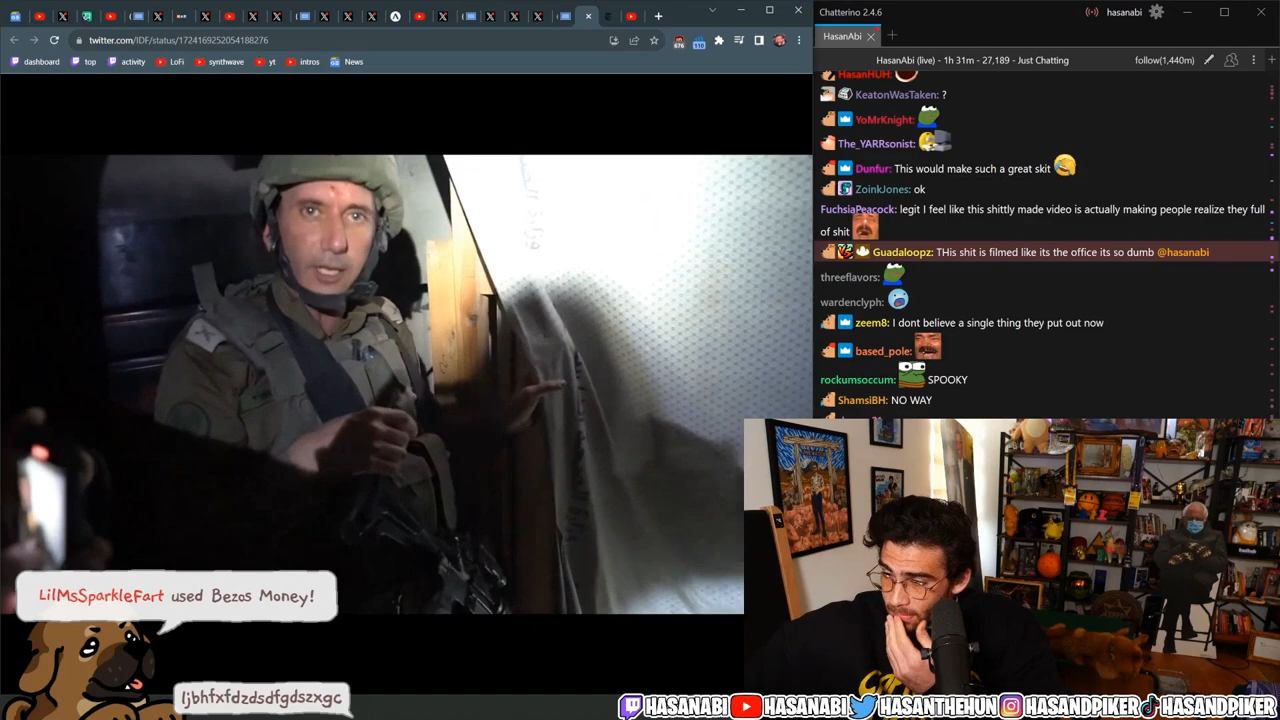 twitter.com/IDF/status/1724169252054188276
676
dashboard
top
activity
LoFi
synthwave
yt
intros
News
Chatterino 2.4.6
hasanabi
HasanAbi
HasanAbi (live) - 1h 31m - 27,189 - Just Chatting
follow(1,440m)
HasanHUH:
KeatonWasTaken: ?
YoMrKnight:
The_YARRsonist:
Dunfur: This would make such a great skit
ZoinkJones: ok
FuchsiaPeacock: legit I feel like this shittly made video is actually making people realize they full
of shit
Guadaloopz: THis shit is filmed like its the office its so dumb @hasanabi
threeflavors:
wardenclyph:
zeem8: I dont believe a single thing they put out now
based_pole:
rockumsoccum: SPOOKY
ShamsiBH: NO WAY
LilMsSparkleFart used Bezos Money!
ljbhfxfdzdsdfgdszxgc
HASANABI HASANABI HASANTHEHUN HASANDPIKER HASANDPIKER